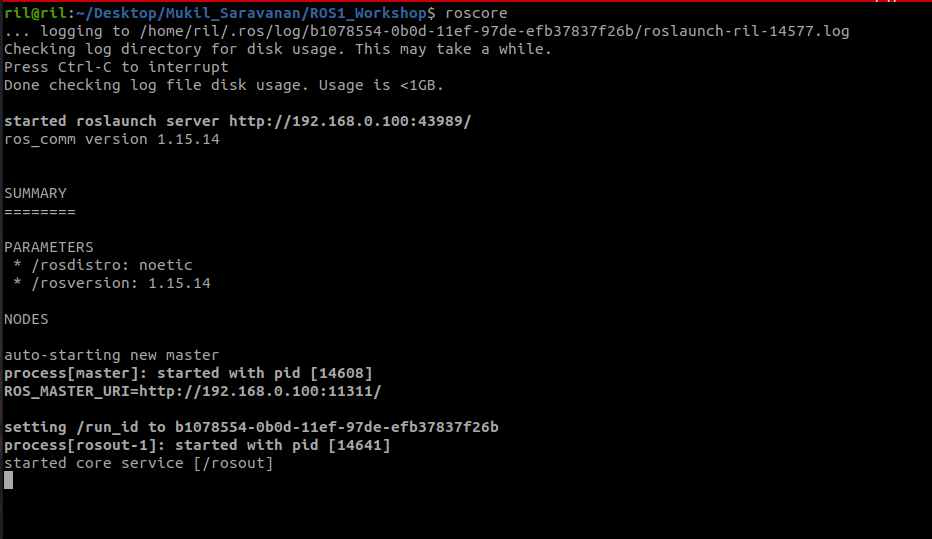 ril@ril:~/Desktop/Mukil_Saravanan/ROS1_Workshop$ roscore
... logging to /home/ril/.ros/log/b1078554-0b0d-11ef-97de-efb37837f26b/roslaunch-ril-14577.log
Checking log directory for disk usage. This may take a while.
Press Ctrl-C to interrupt
Done checking log file disk usage. Usage is <1GB.
started roslaunch server http://192.168.0.100:43989/
ros_comm version 1.15.14
SUMMARY
========
PARAMETERS
 * /rosdistro: noetic
 * /rosversion: 1.15.14
NODES
auto-starting new master
process[master]: started with pid [14608]
ROS_MASTER_URI=http://192.168.0.100:11311/
setting /run_id to b1078554-0b0d-11ef-97de-efb37837f26b
process[rosout-1]: started with pid [14641]
started core service [/rosout]